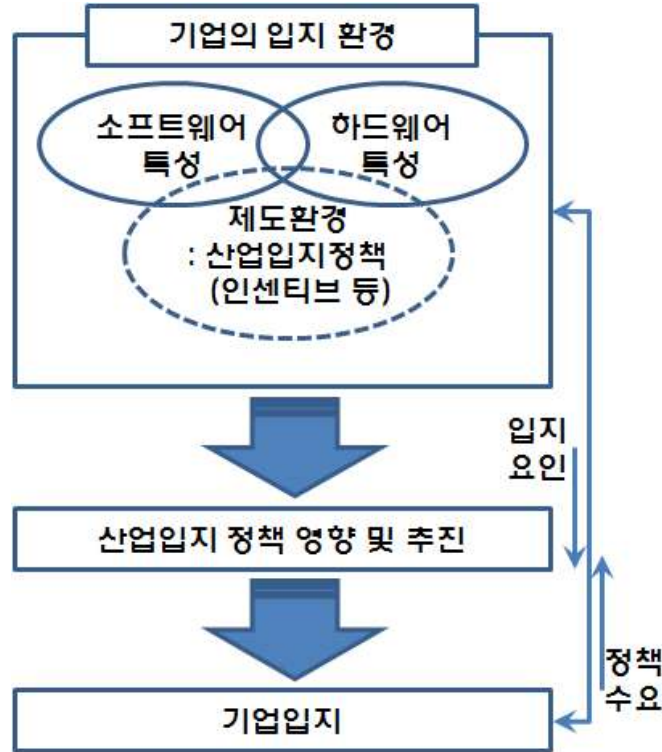 기업의 입지 환경
소프트웨어
특성
하드웨어
특성
제도환경
: 산업입지정책
(인센티브 등)
입지
요인
산업입지 정책 영향 및 추진
정책
수요
기업입지